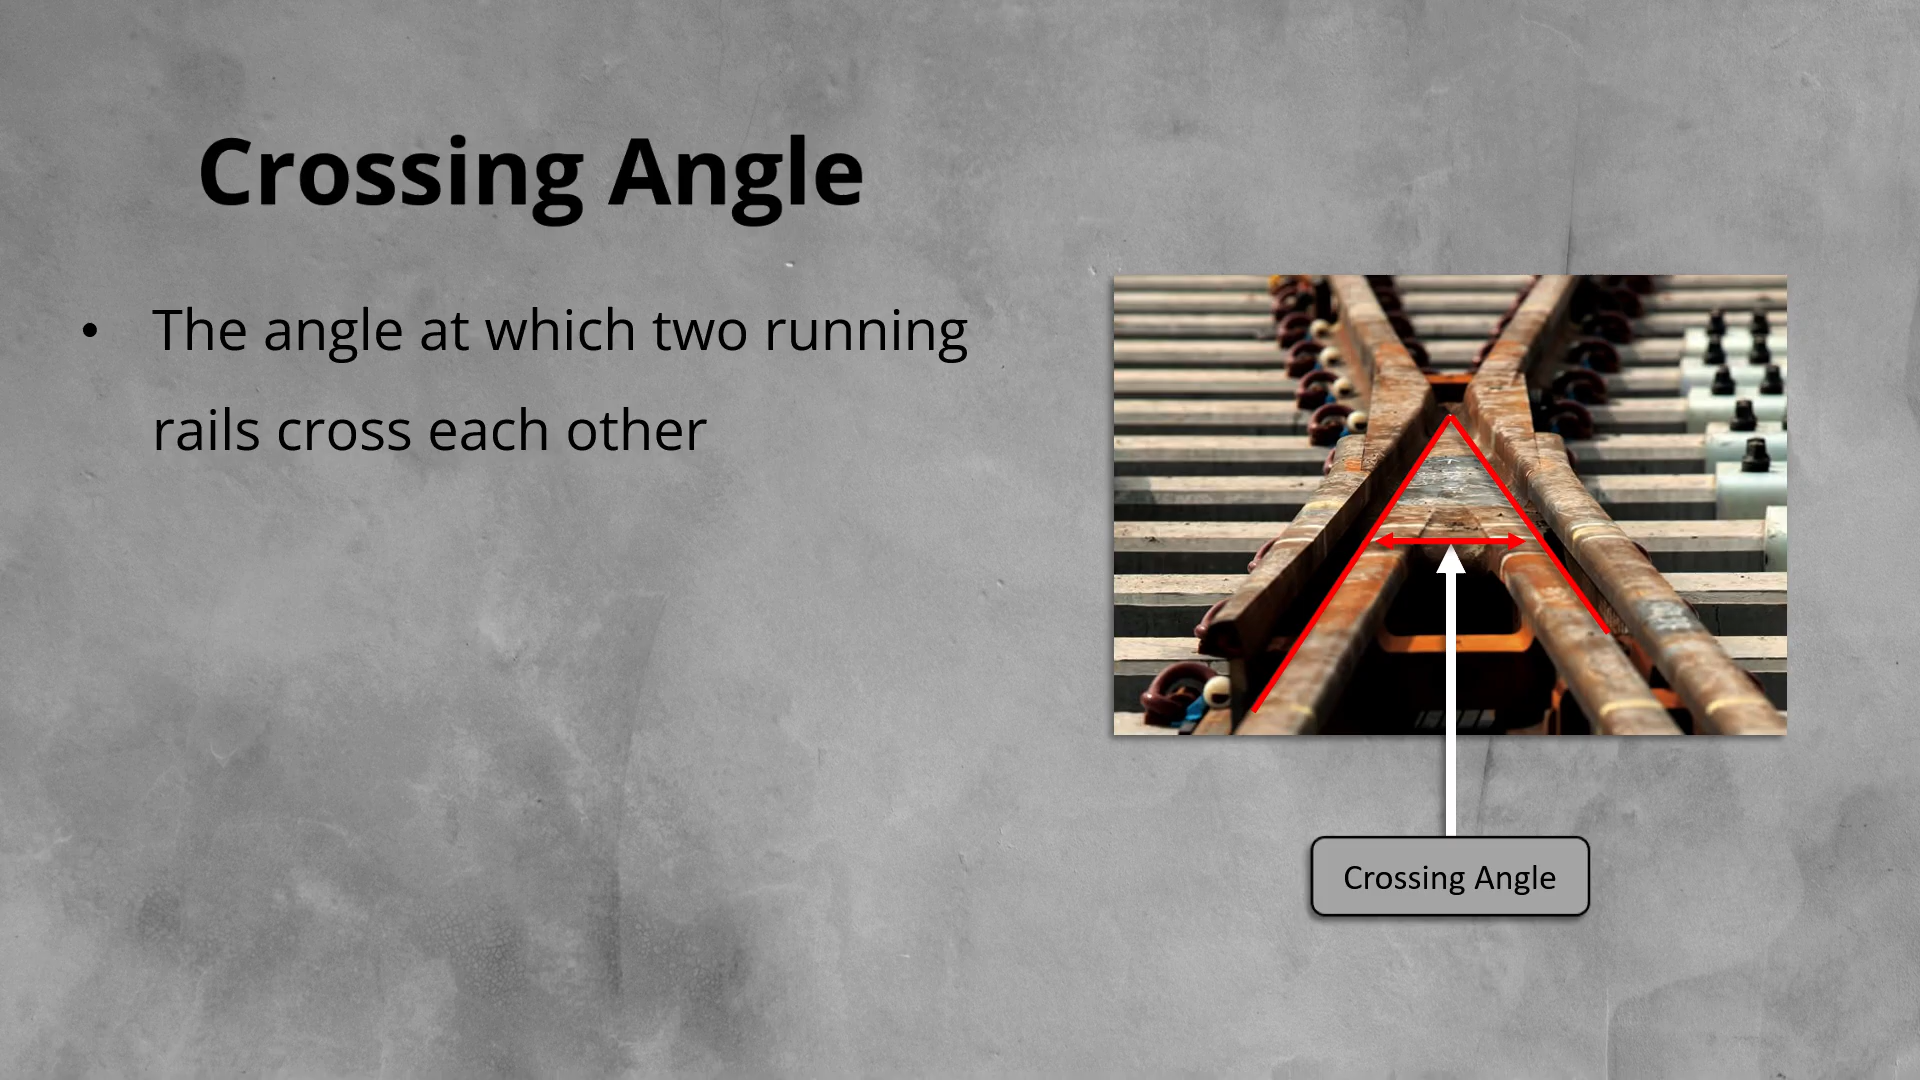 Crossing Angle
• The angle at which two running
rails cross each other
Crossing Angle